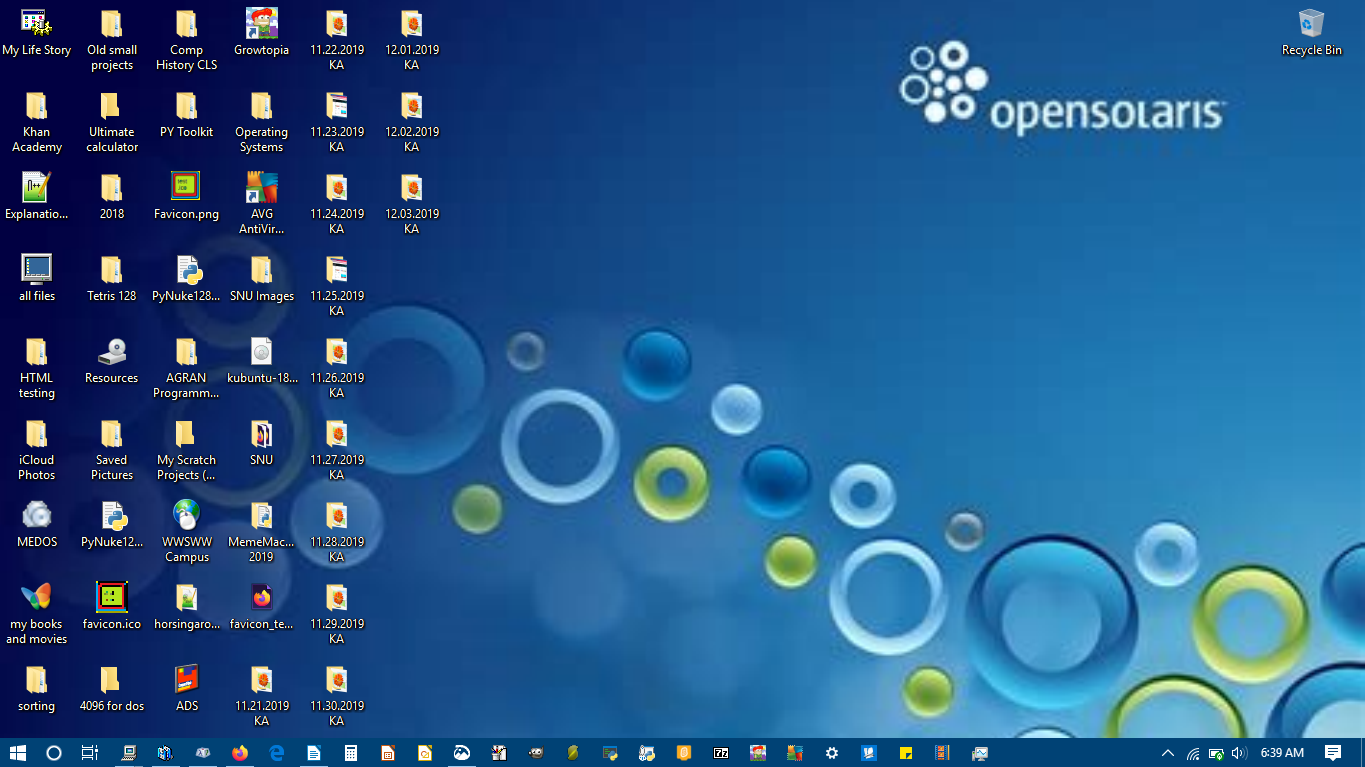 My Life Story
Old small
projects
Comp
History CLS
Growtopia
11.22.2019
KA
12.01.2019
KA
Recycle Bin
opensolaris
Khan
Academy
Ultimate
calculator
PY Toolkit
Operating
Systems
11.23.2019
KA
12.02.2019
KA
Explanatio...
2018
Favicon.png
AVG
AntiVir...
11.24.2019
KA
12.03.2019
KA
all files
Tetris 128
PyNuke128...
SNU Images
11.25.2019
KA
HTML
testing
Resources
AGRAN
Programm...
kubuntu-18...
11.26.2019
KA
iCloud
Photos
Saved
Pictures
My Scratch
Projects (...
SNU
11.27.2019
KA
MEDOS
PyNuke12...
WWSWW
Campus
MemeMac...
2019
11.28.2019
KA
my books
and movies
favicon.ico
horsingaro...
favicon_te...
11.29.2019
KA
sorting
4096 for dos
ADS
11.21.2019
KA
11.30.2019
KA
6:39 AM